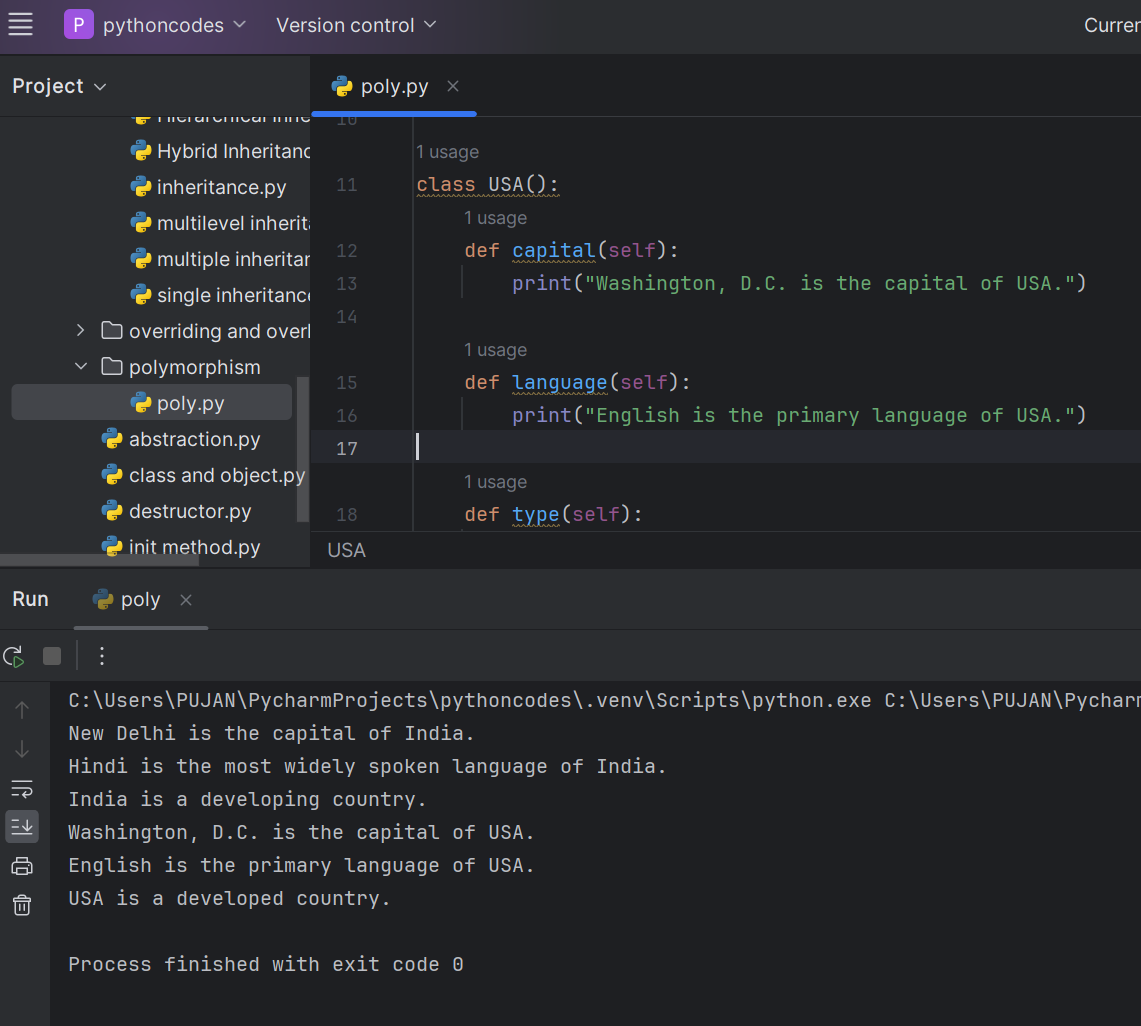 P pythoncodes Version control Curren
Project
poly.py
Hierarchical inhe
Hybrid Inheritanc
inheritance.py
multilevel inherita
multiple inheritan
single inheritance
overriding and overl
polymorphism
poly.py
abstraction.py
class and object.py
destructor.py
init method.py
10
1 usage
11 class USA():
1 usage
12 def capital(self):
13 print("Washington, D.C. is the capital of USA.")
14
1 usage
15 def language(self):
16 print("English is the primary language of USA.")
17
1 usage
18 def type(self):
USA
Run poly
C:\Users\PUJAN\PycharmProjects\pythoncodes\.venv\Scripts\python.exe C:\Users\PUJAN\Pycharm
New Delhi is the capital of India.
Hindi is the most widely spoken language of India.
India is a developing country.
Washington, D.C. is the capital of USA.
English is the primary language of USA.
USA is a developed country.
Process finished with exit code 0